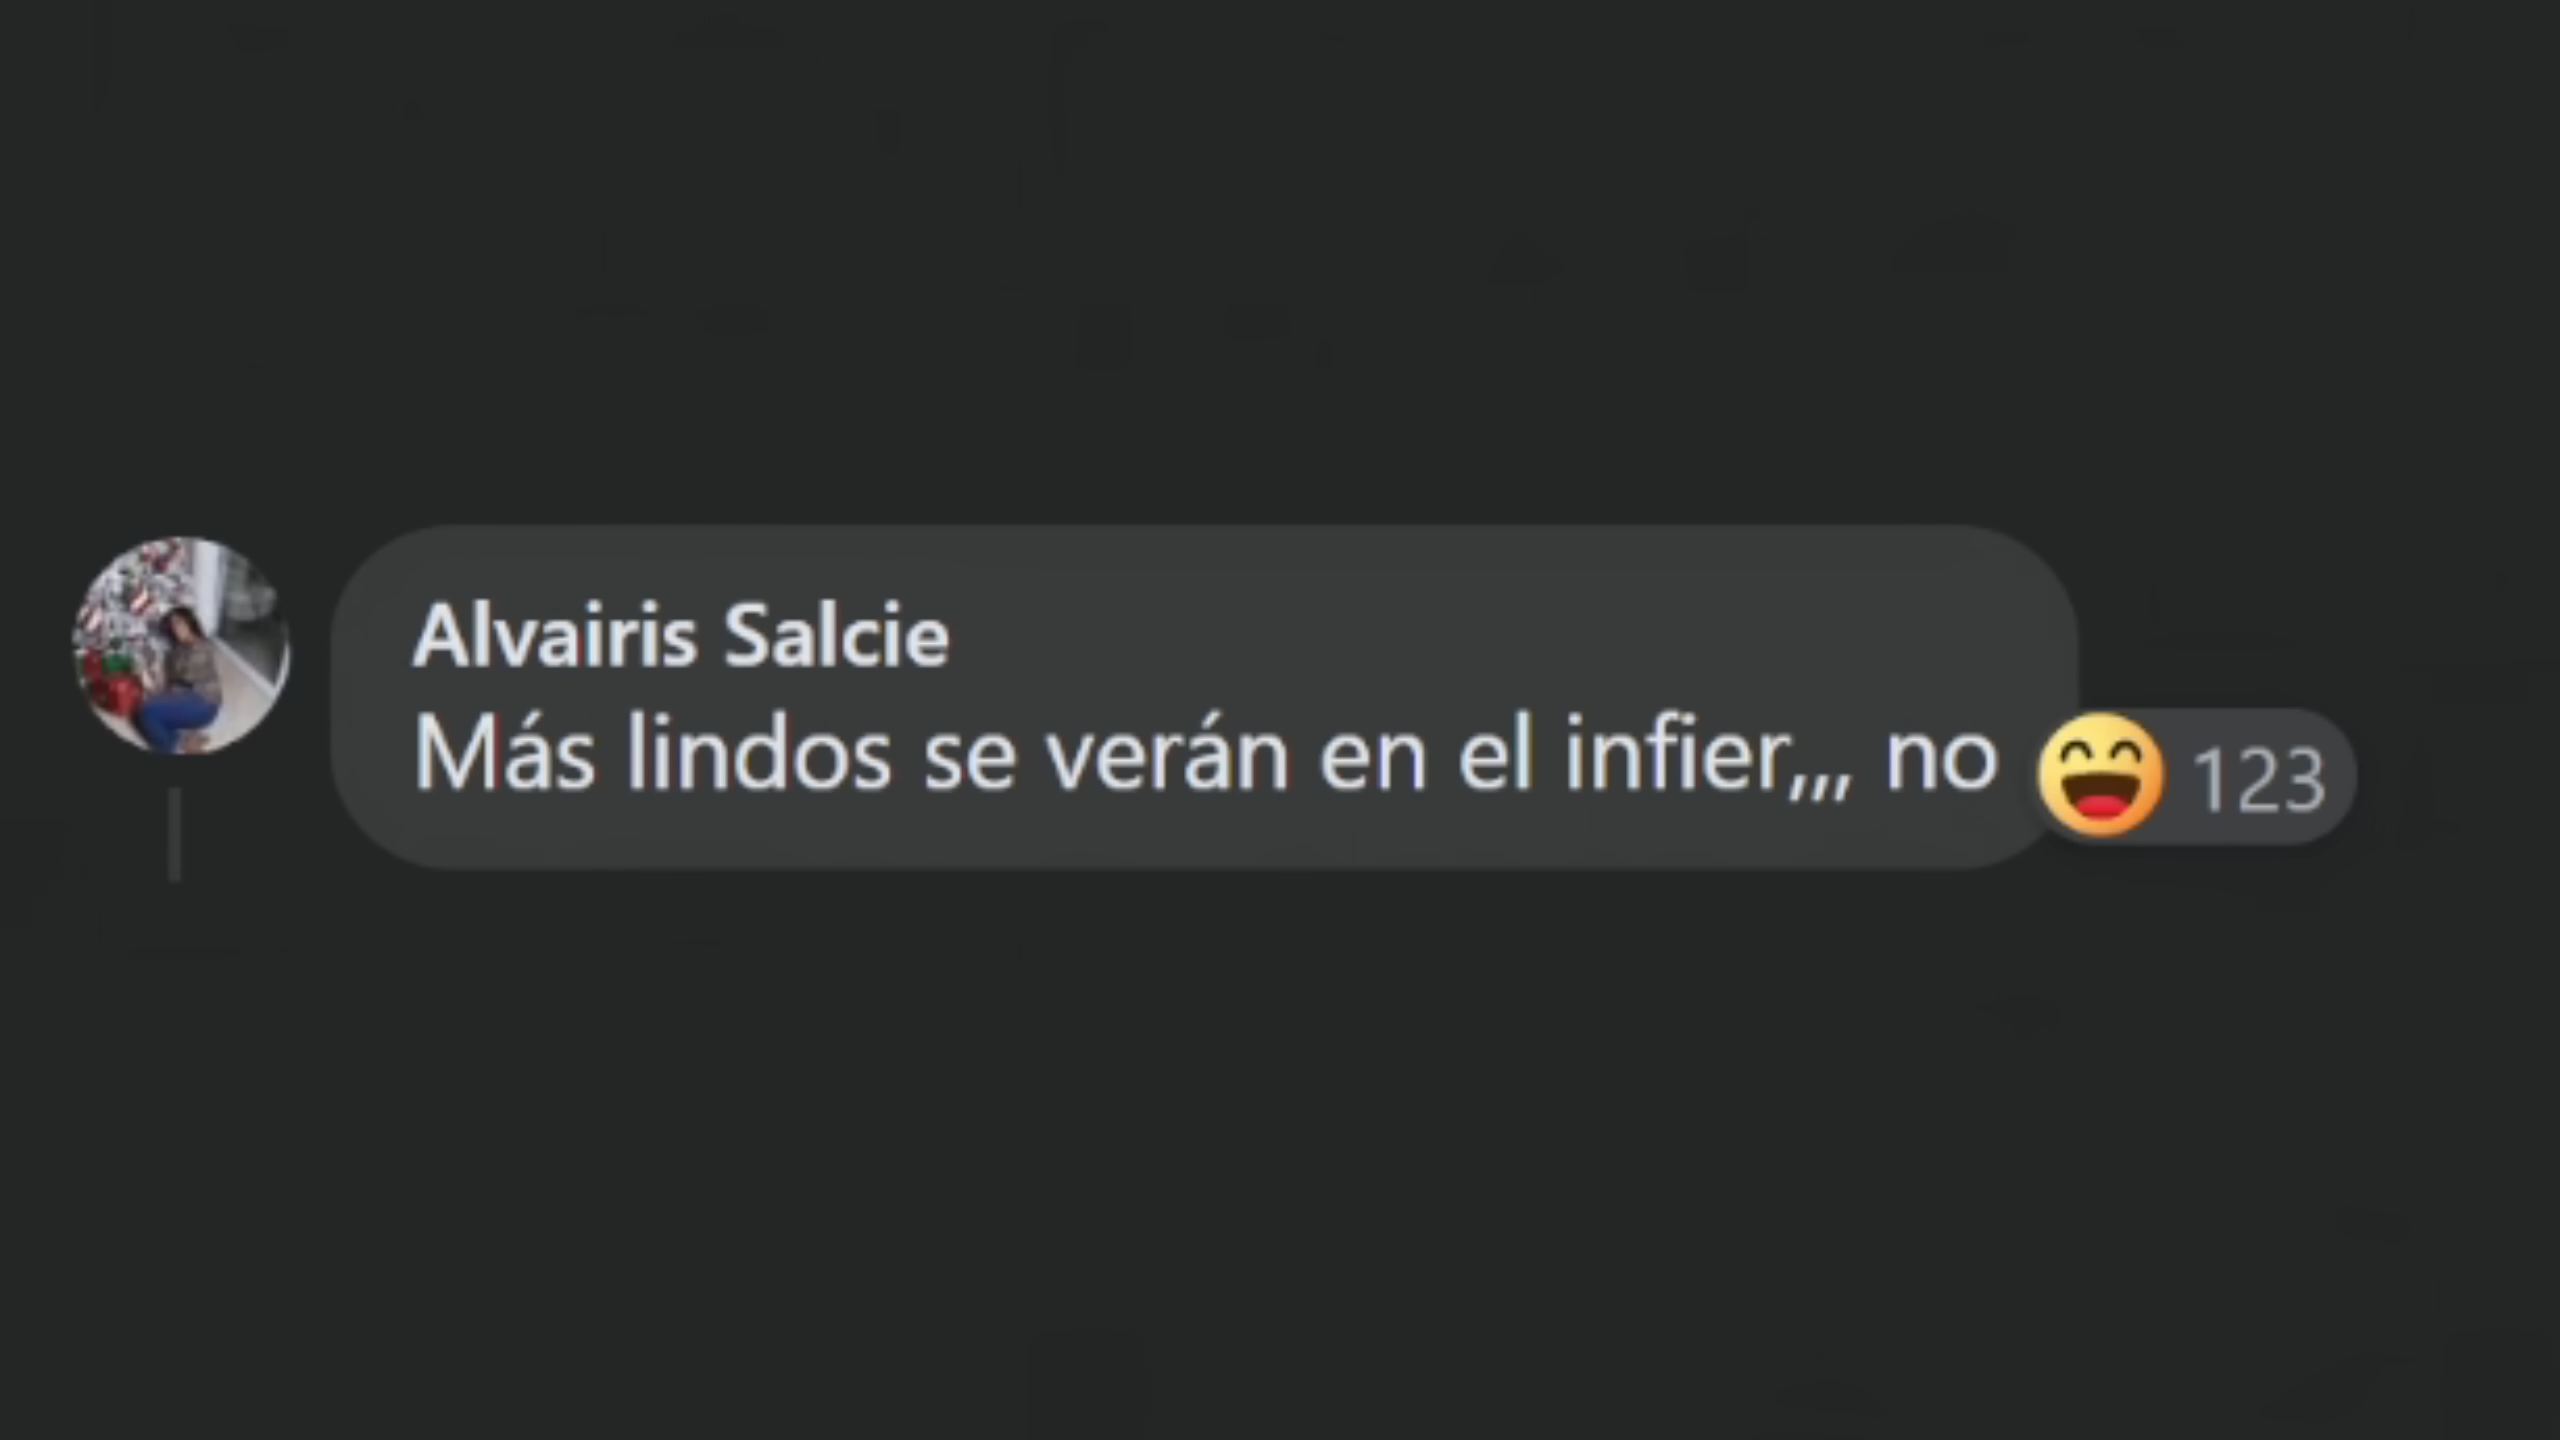 Alvairis Salcie
Más lindos se verán en el infier,,, no
123